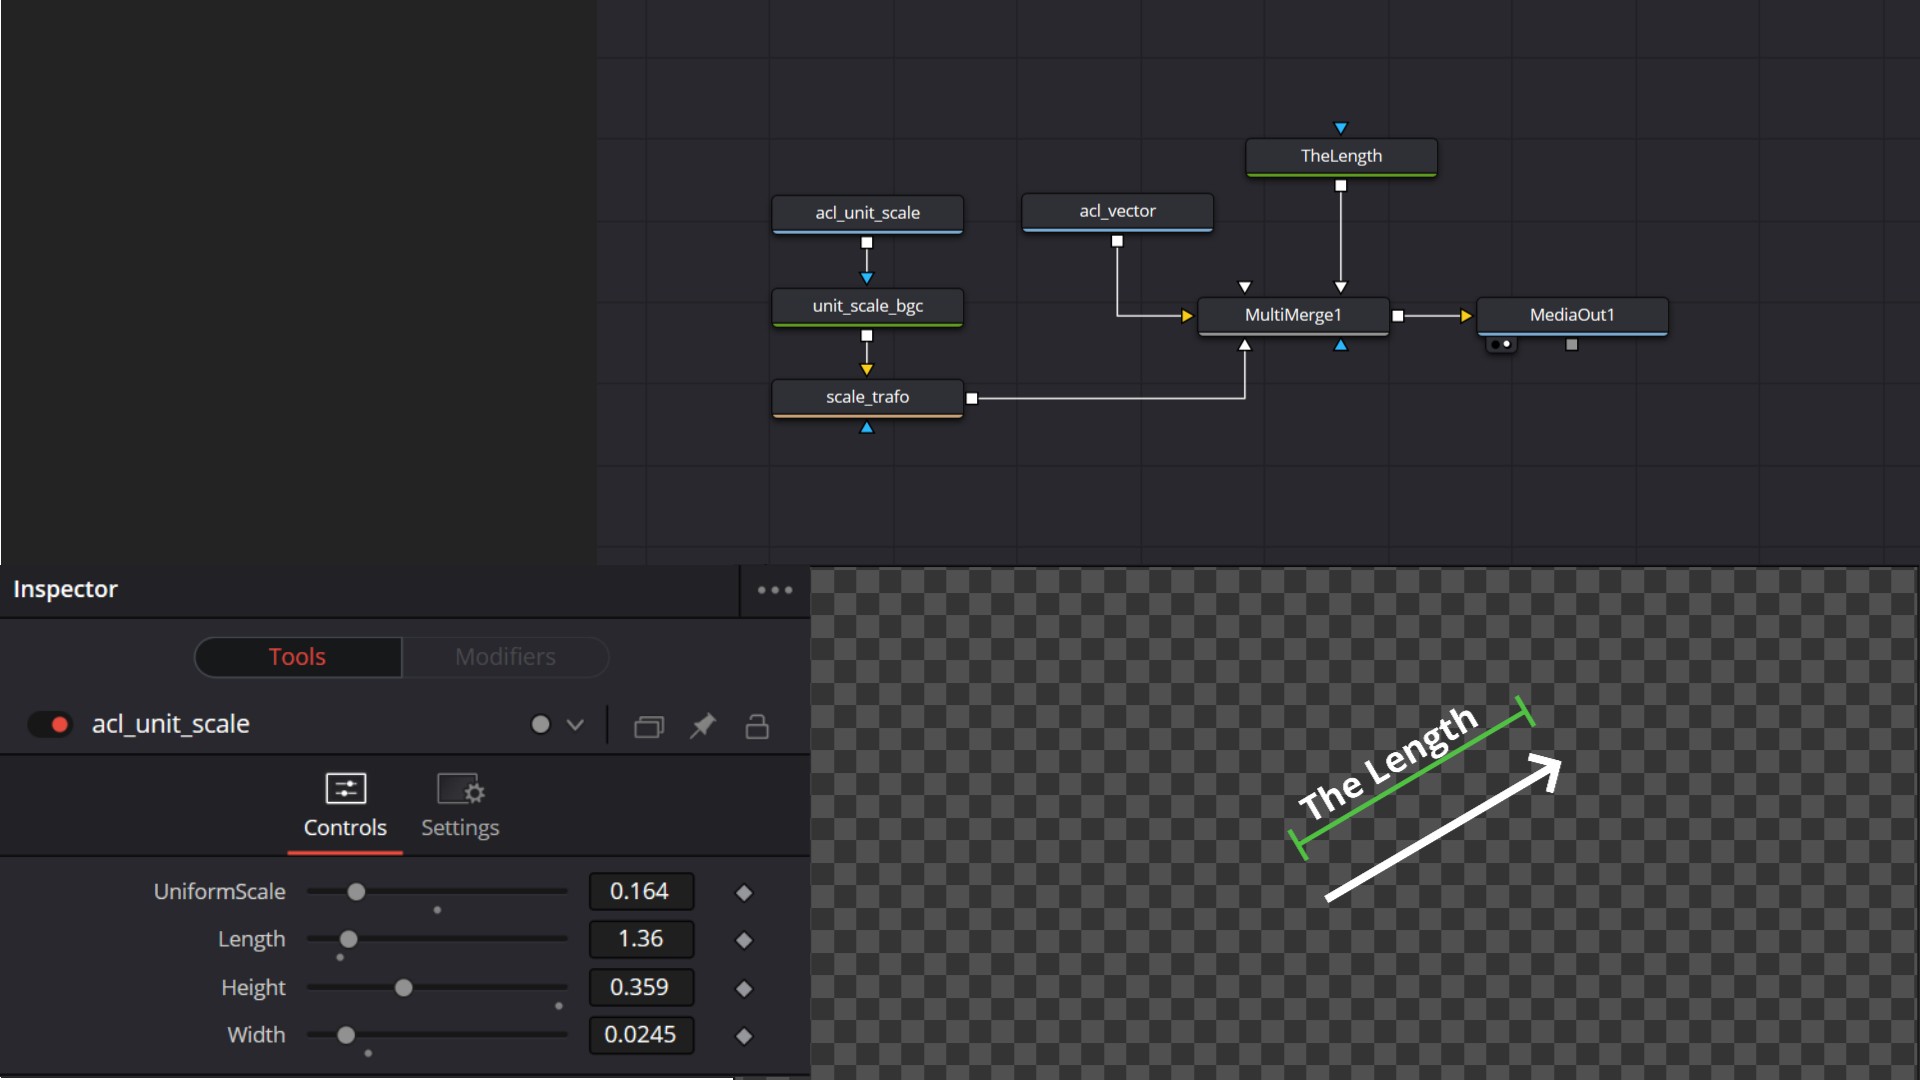 TheLength
acl_unit_scale
acl_vector
unit_scale_bgc
MultiMerge1
MediaOut1
scale_trafo
Inspector
Tools
Modifiers
acl_unit_scale
Controls
Settings
UniformScale 0.164
Length 1.36
Height 0.359
Width 0.0245
The Length